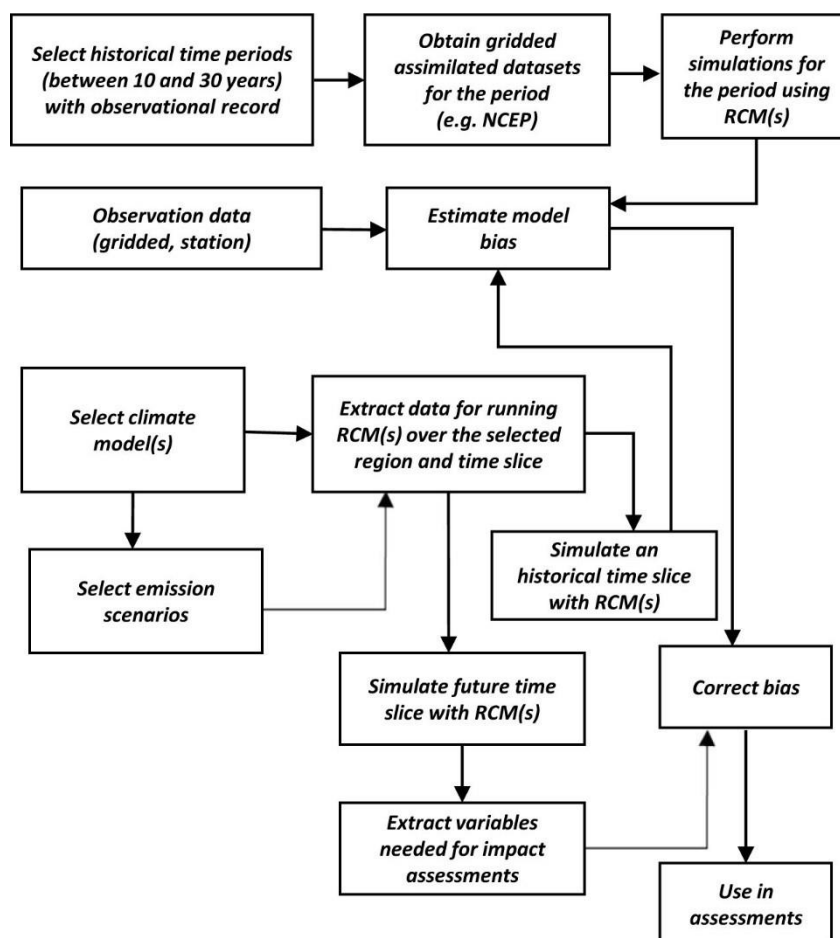 Select historical time periods
(between 10 and 30 years)
with observational record
Obtain gridded
assimilated datasets
for the period
(e.g. NCEP)
Perform
simulations for
the period using
RCM(s)
Observation data
(gridded, station)
Estimate model
bias
Select climate
model(s)
Extract data for running
RCM(s) over the selected
region and time slice
Select emission
scenarios
Simulate an
historical time slice
with RCM(s)
Simulate future time
slice with RCM(s)
Correct bias
Extract variables
needed for impact
assessments
Use in
assessments